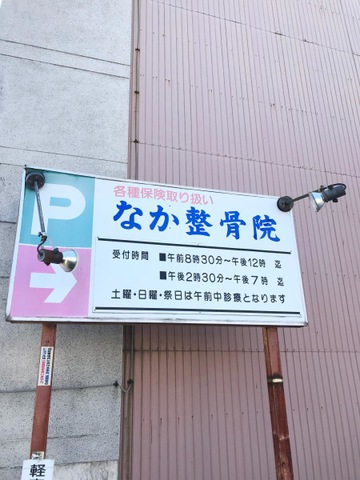 P
各種保険取り扱い
なか整骨院
受付時間 ■午前8時30分～午後12時 迄
■午後2時30分～午後7時 迄
土曜・日曜・祭日は午前中診療となります
軽